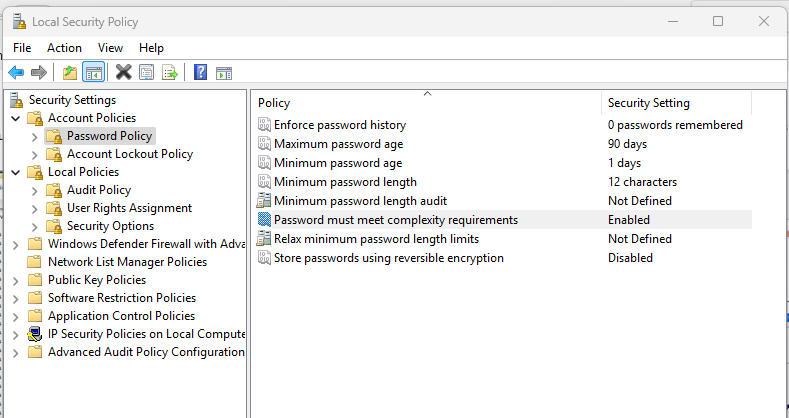 Local Security Policy
File Action View Help
Security Settings
Account Policies
Password Policy
Account Lockout Policy
Local Policies
Audit Policy
User Rights Assignment
Security Options
Windows Defender Firewall with Adva
Network List Manager Policies
Public Key Policies
Software Restriction Policies
Application Control Policies
IP Security Policies on Local Compute
Advanced Audit Policy Configuration
Policy Security Setting
Enforce password history 0 passwords remembered
Maximum password age 90 days
Minimum password age 1 days
Minimum password length 12 characters
Minimum password length audit Not Defined
Password must meet complexity requirements Enabled
Relax minimum password length limits Not Defined
Store passwords using reversible encryption Disabled